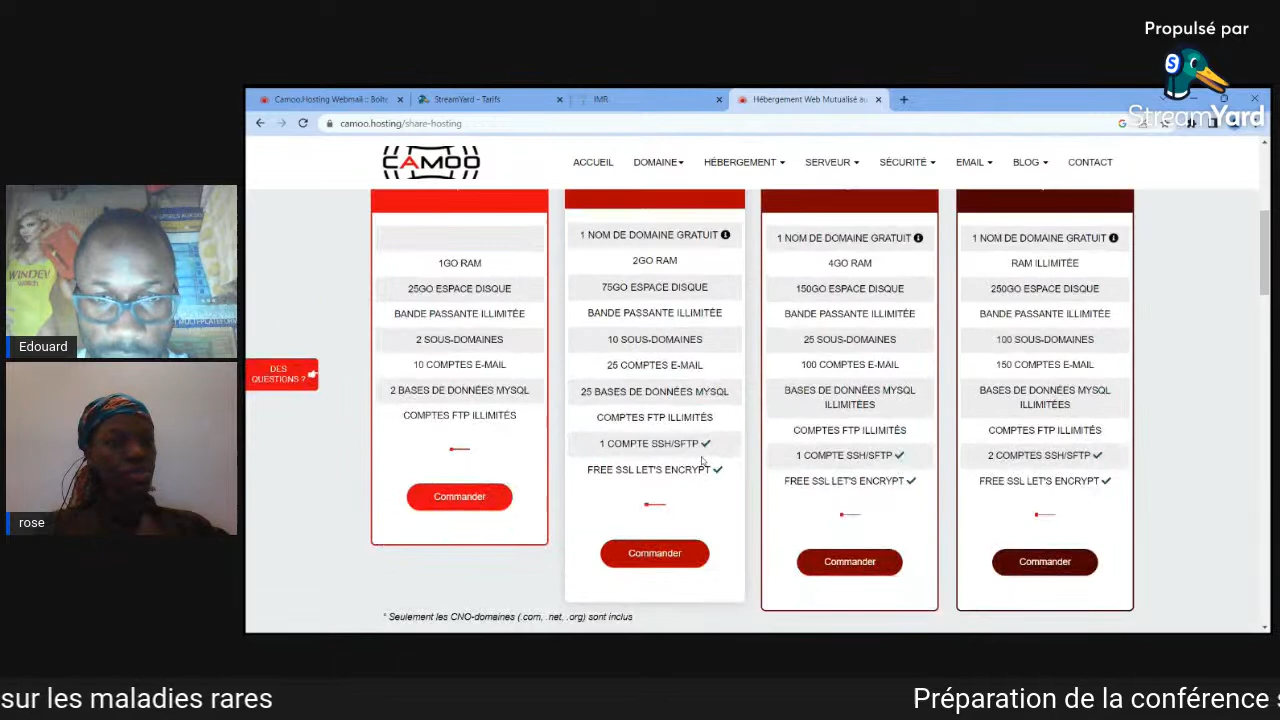 Propulsé par
StreamYard
Camoo.Hosting Webmail :: Boîte
StreamYard - Tarifs
IMR
Hébergement Web Mutualisé au
camoo.hosting/share-hosting
CAMOO
ACCUEIL
DOMAINE
HÉBERGEMENT
SERVEUR
SÉCURITÉ
EMAIL
BLOG
CONTACT
1GO RAM
25GO ESPACE DISQUE
BANDE PASSANTE ILLIMITÉE
2 SOUS-DOMAINES
10 COMPTES E-MAIL
2 BASES DE DONNÉES MYSQL
COMPTES FTP ILLIMITÉS
Commander
1 NOM DE DOMAINE GRATUIT
2GO RAM
75GO ESPACE DISQUE
BANDE PASSANTE ILLIMITÉE
10 SOUS-DOMAINES
25 COMPTES E-MAIL
25 BASES DE DONNÉES MYSQL
COMPTES FTP ILLIMITÉS
1 COMPTE SSH/SFTP
FREE SSL LET'S ENCRYPT
Commander
1 NOM DE DOMAINE GRATUIT
4GO RAM
150GO ESPACE DISQUE
BANDE PASSANTE ILLIMITÉE
25 SOUS-DOMAINES
100 COMPTES E-MAIL
BASES DE DONNÉES MYSQL
ILLIMITÉES
COMPTES FTP ILLIMITÉS
1 COMPTE SSH/SFTP
FREE SSL LET'S ENCRYPT
Commander
1 NOM DE DOMAINE GRATUIT
RAM ILLIMITÉE
250GO ESPACE DISQUE
BANDE PASSANTE ILLIMITÉE
100 SOUS-DOMAINES
150 COMPTES E-MAIL
BASES DE DONNÉES MYSQL
ILLIMITÉES
COMPTES FTP ILLIMITÉS
2 COMPTES SSH/SFTP
FREE SSL LET'S ENCRYPT
Commander
* Seulement les CNO-domaines (.com, .net, .org) sont inclus
DES
QUESTIONS ?
WINDEV
Edouard
rose
sur les maladies rares
Préparation de la conférence